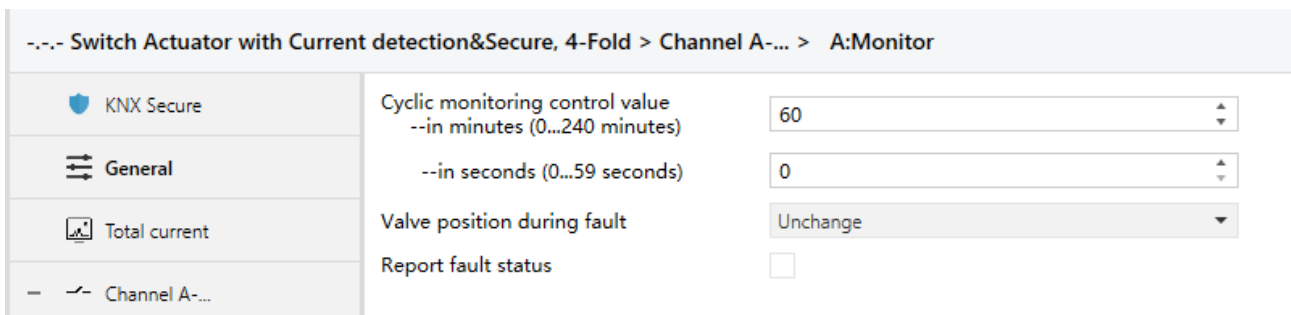 -.-.- Switch Actuator with Current detection&Secure, 4-Fold > Channel A-... > A:Monitor
KNX Secure
General
Total current
Channel A-...
Cyclic monitoring control value
--in minutes (0...240 minutes)
60
--in seconds (0...59 seconds)
0
Valve position during fault
Unchange
Report fault status